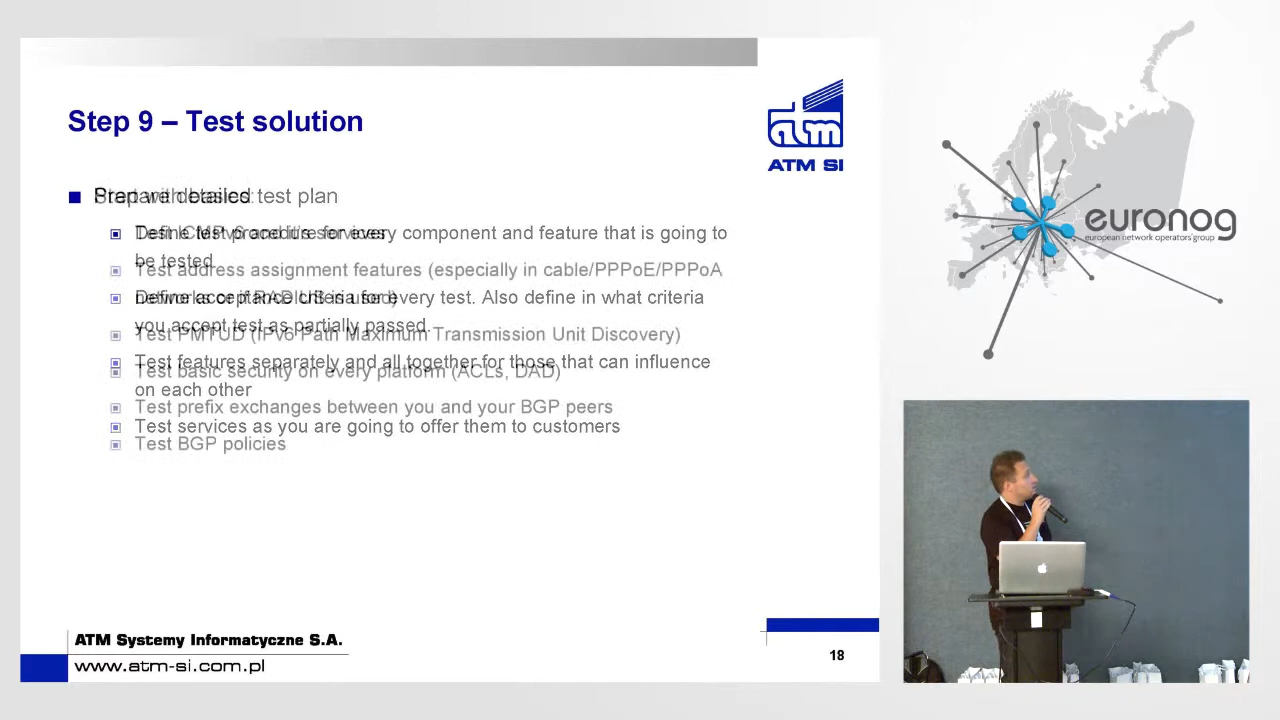 Step 9 – Test solution
atm
ATM SI
Prepare detailed test plan
Define test procedure for every component and feature that is going to
be tested
Test address assignment features (especially in cable/PPPoE/PPPoA
Define acceptance criteria for every test. Also define in what criteria
you accept test as partially passed.
Test PMTUD (IPv6 Path Maximum Transmission Unit Discovery)
Test features separately and all together for those that can influence
Test basic security on every platform (ACLs, DAD)
on each other
Test prefix exchanges between you and your BGP peers
Test services as you are going to offer them to customers
Test BGP policies
ATM Systemy Informatyczne S.A.
www.atm-si.com.pl
18
euronog
european network operators' group